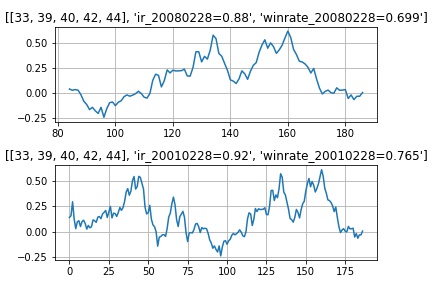 [[33, 39, 40, 42, 44], 'ir_20080228=0.88', 'winrate_20080228=0.699']
0.50
0.25
0.00
−0.25
80 100 120 140 160 180
[[33, 39, 40, 42, 44], 'ir_20010228=0.92', 'winrate_20010228=0.765']
0.50
0.25
0.00
−0.25
0 25 50 75 100 125 150 175